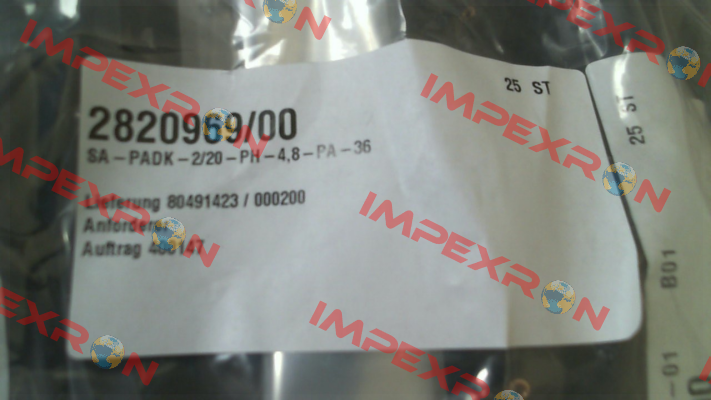 25 ST
2820969/00
SA-PADK-2/20-PH-4,8-PA-36
Lieferung 80491423 / 000200
Auftrag
25 ST
B01
-01
IMPEXRON
IMPEXRON
IMPEXRON
IMPEXRON
IMPEXRON
IMPEXRON
IMPEXRON